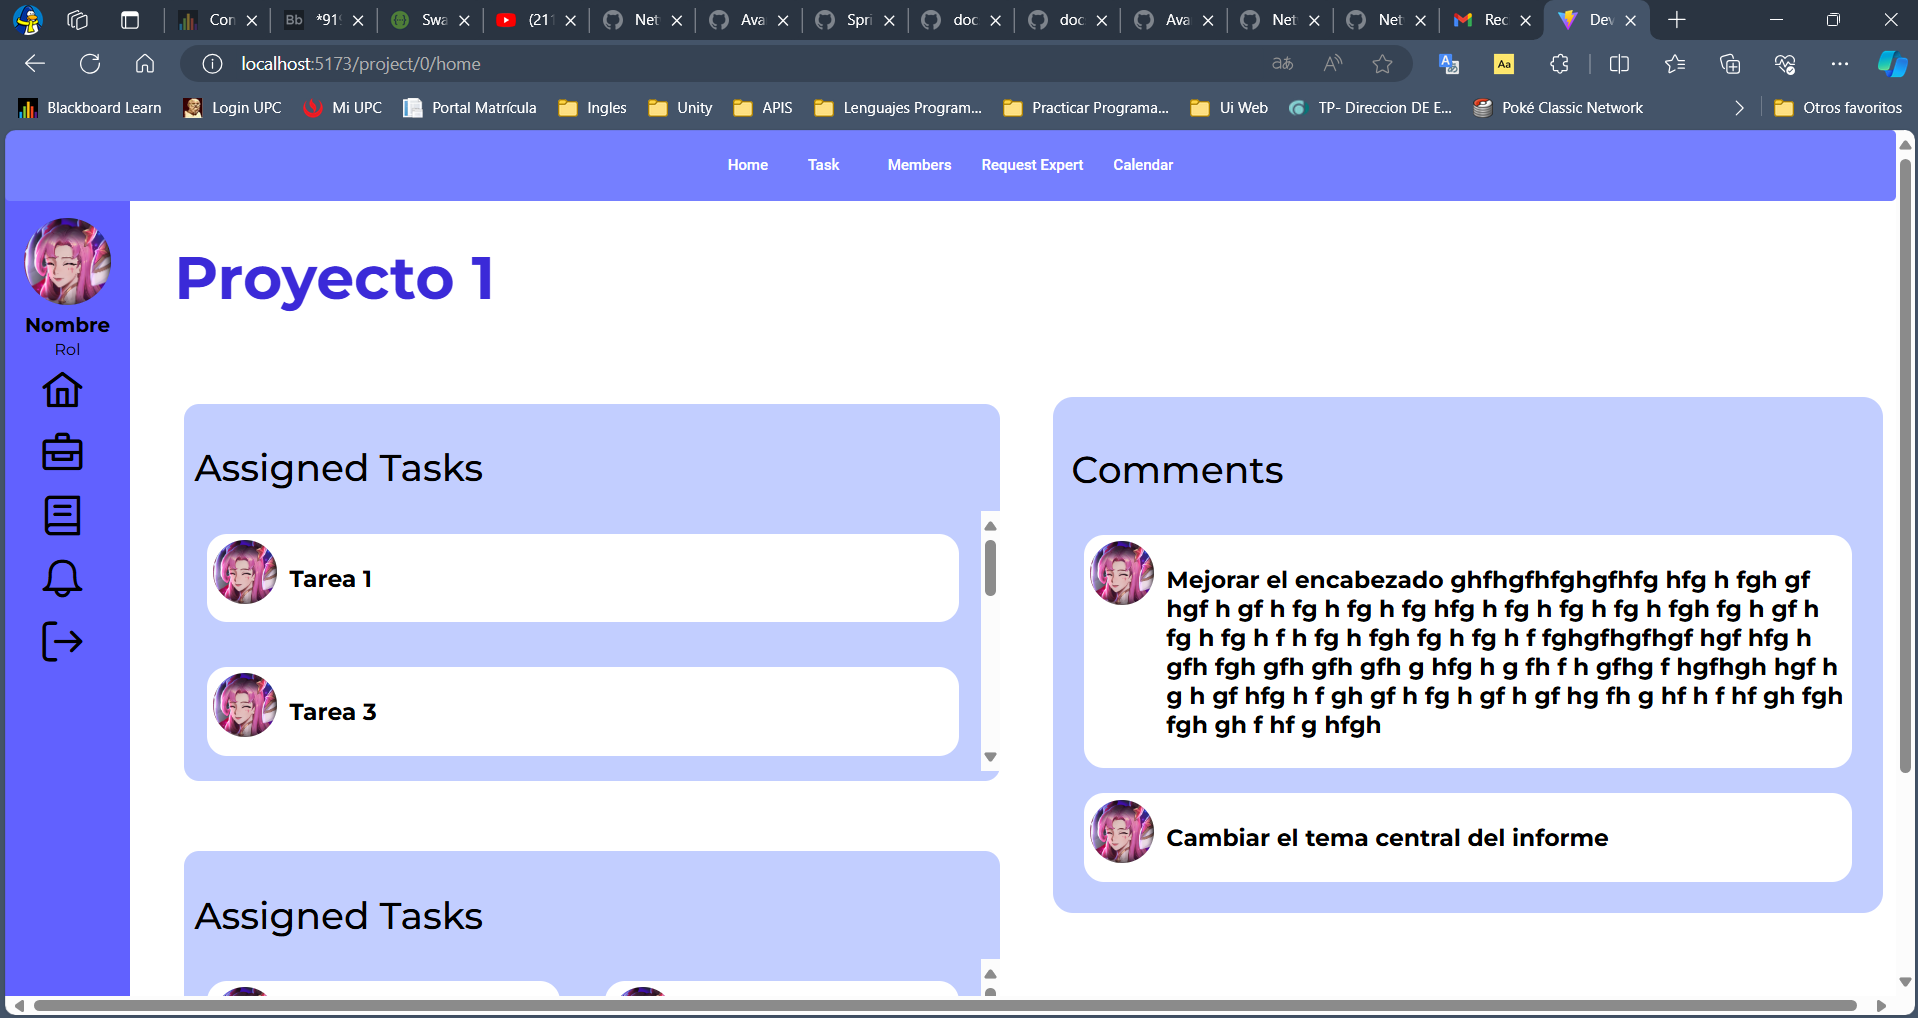 Con
Bb
*919
Swa
(211
Net
Ava
Spri
doc
doc
Ava
Net
Net
Rec
Dev
localhost:5173/project/0/home
Blackboard Learn
Login UPC
Mi UPC
Portal Matrícula
Ingles
Unity
APIS
Lenguajes Program...
Practicar Programa...
Ui Web
TP- Direccion DE E...
Poké Classic Network
Otros favoritos
Home
Task
Members
Request Expert
Calendar
Nombre
Rol
Proyecto 1
Assigned Tasks
Tarea 1
Tarea 3
Assigned Tasks
Comments
Mejorar el encabezado ghfhgfhfghgfhfg hfg h fgh gf
hgf h gf h fg h fg h fg hfg h fg h fg h fg h fgh fg h gf h
fg h fg h f h fg h fgh fg h fg h f fghgfhgfhgf hgf hfg h
gfh fgh gfh gfh gfh g hfg h g fh f h gfhg f hgfhgh hgf h
g h gf hfg h f gh gf h fg h gf h gf hg fh g hf h f hf gh fgh
fgh gh f hf g hfgh
Cambiar el tema central del informe